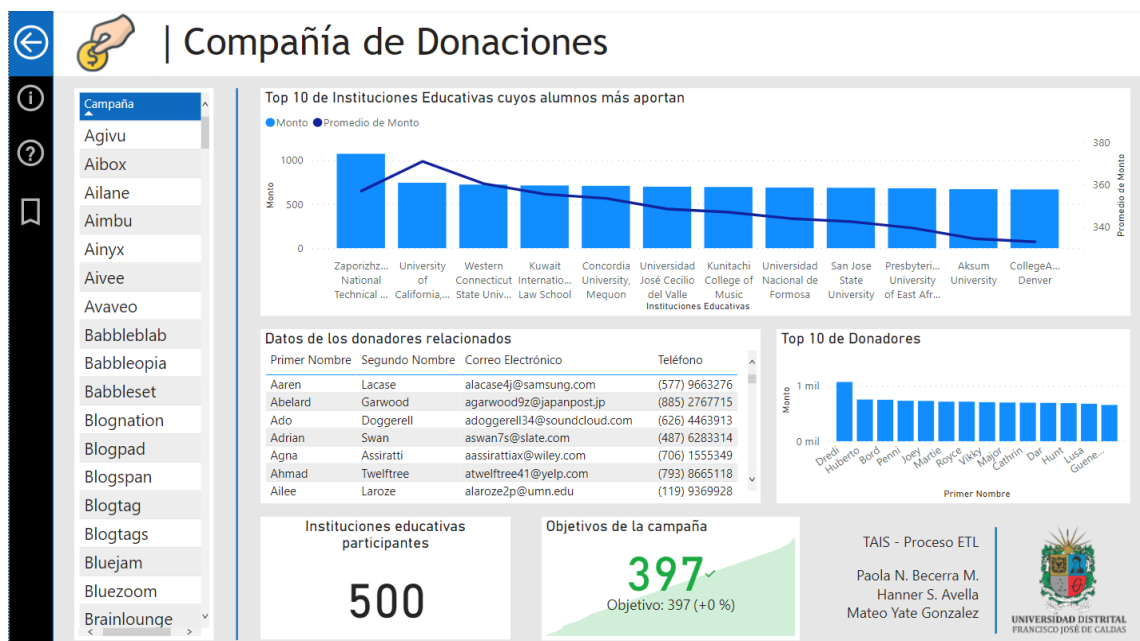 | Compañía de Donaciones
Campaña
Agivu
Aibox
Ailane
Aimbu
Ainyx
Aivee
Avaveo
Babbleblab
Babbleopia
Babbleset
Blognation
Blogpad
Blogspan
Blogtag
Blogtags
Bluejam
Bluezoom
Brainlounge
Top 10 de Instituciones Educativas cuyos alumnos más aportan
Monto Promedio de Monto
1000
500
0
Monto
380
360
340
Promedio de Monto
Zaporizhz... University Western Kuwait Concordia Universidad Kunitachi Universidad San Jose Presbyteri... Aksum CollegeA...
National of Connecticut Internatio... University, José Cecilio College of Nacional de State University University Denver
Technical ... California,... State Univ... Law School Mequon del Valle Music Formosa University of East Afr...
Instituciones Educativas
Datos de los donadores relacionados
Primer Nombre Segundo Nombre Correo Electrónico Teléfono
Aaren Lacase alacase4j@samsung.com (577) 9663276
Abelard Garwood agarwood9z@japanpost.jp (885) 2767715
Ado Doggerell adoggerell34@soundcloud.com (626) 4463913
Adrian Swan aswan7s@slate.com (487) 6283314
Agna Assiratti aassirattiax@wiley.com (706) 1555349
Ahmad Twelftree atwelftree41@yelp.com (793) 8665118
Ailee Laroze alaroze2p@umn.edu (119) 9369928
Top 10 de Donadores
1 mil
0 mil
Monto
Dredi Huberto Bord Penni Joey Martie Royce Vikky Major Cathrin Dar Hunt Lusa Guene...
Primer Nombre
Instituciones educativas
participantes
500
Objetivos de la campaña
397
Objetivo: 397 (+0 %)
TAIS - Proceso ETL
Paola N. Becerra M.
Hanner S. Avella
Mateo Yate Gonzalez
UNIVERSIDAD DISTRITAL
FRANCISCO JOSÉ DE CALDAS